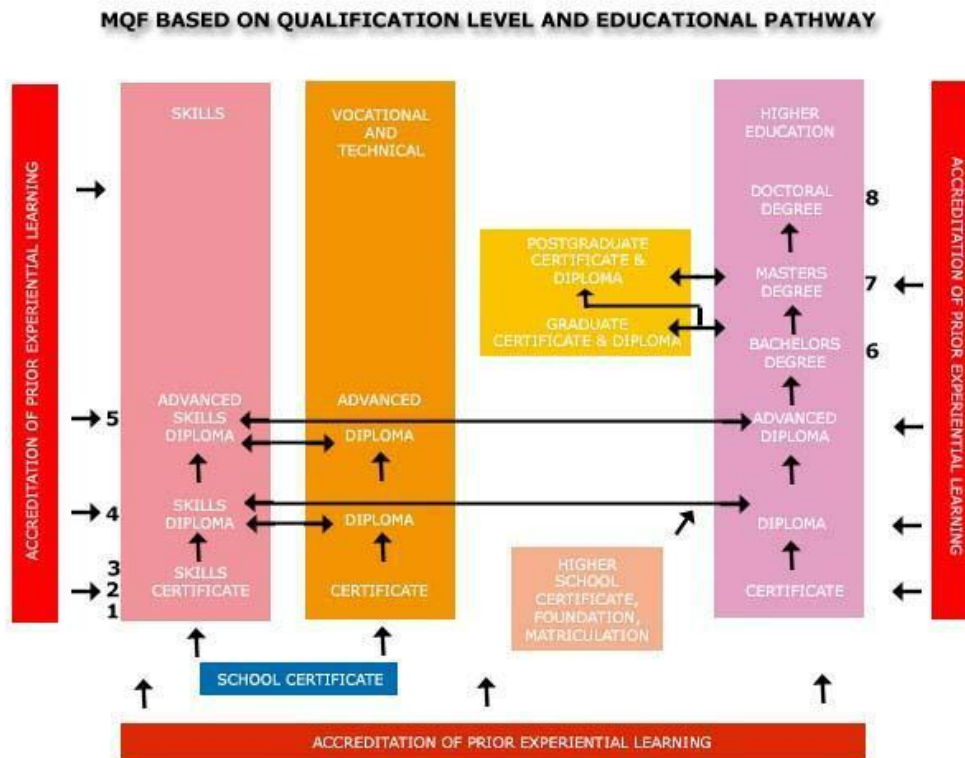 MQF BASED ON QUALIFICATION LEVEL AND EDUCATIONAL PATHWAY
ACCREDITATION OF PRIOR EXPERIENTIAL LEARNING
SKILLS
ADVANCED
SKILLS
DIPLOMA
SKILLS
DIPLOMA
SKILLS
CERTIFICATE
5
4
3
2
1
VOCATIONAL
AND
TECHNICAL
ADVANCED
DIPLOMA
DIPLOMA
CERTIFICATE
POSTGRADUATE
CERTIFICATE &
DIPLOMA
GRADUATE
CERTIFICATE & DIPLOMA
HIGHER
SCHOOL
CERTIFICATE,
FOUNDATION,
MATRICULATION
HIGHER
EDUCATION
DOCTORAL
DEGREE
MASTERS
DEGREE
BACHELORS
DEGREE
ADVANCED
DIPLOMA
DIPLOMA
CERTIFICATE
8
7
6
ACCREDITATION OF PRIOR EXPERIENTIAL LEARNING
SCHOOL CERTIFICATE
ACCREDITATION OF PRIOR EXPERIENTIAL LEARNING